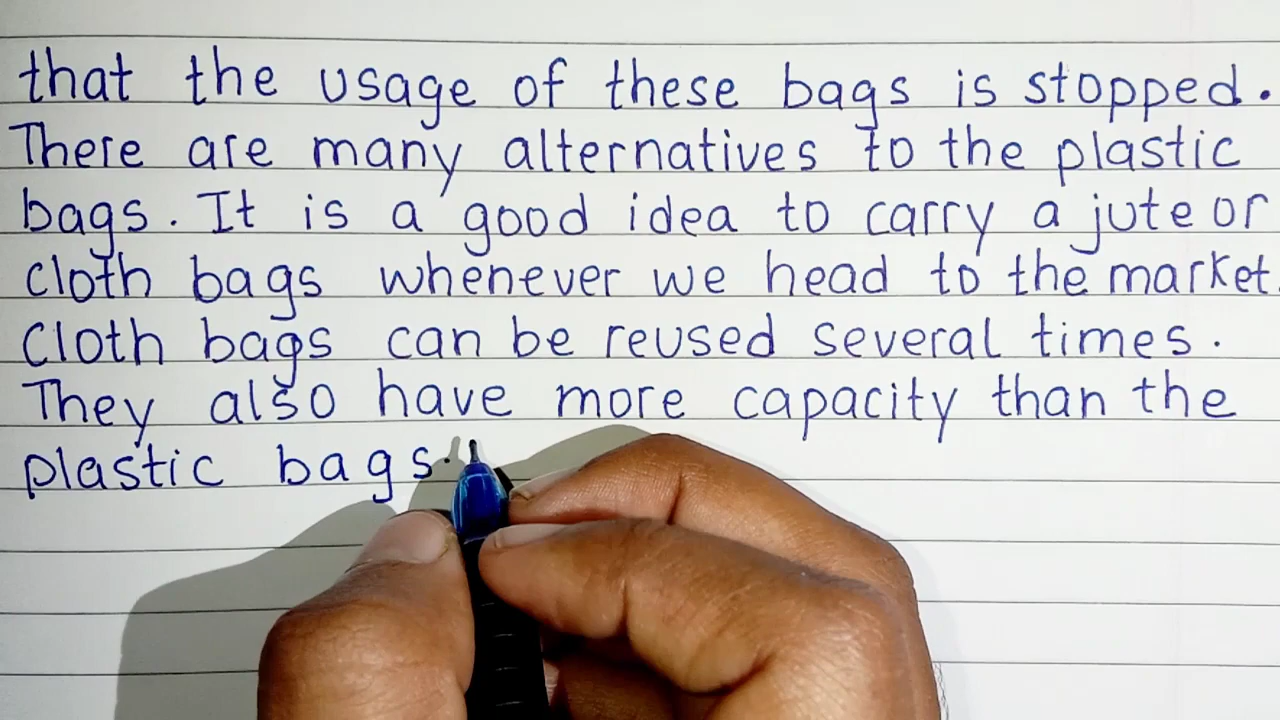 that the usage of these bags is stopped.
There are many alternatives to the plastic
bags. It is a good idea to carry a jute or
cloth bags whenever we head to the market.
Cloth bags can be reused several times.
They also have more capacity than the
plastic bags.